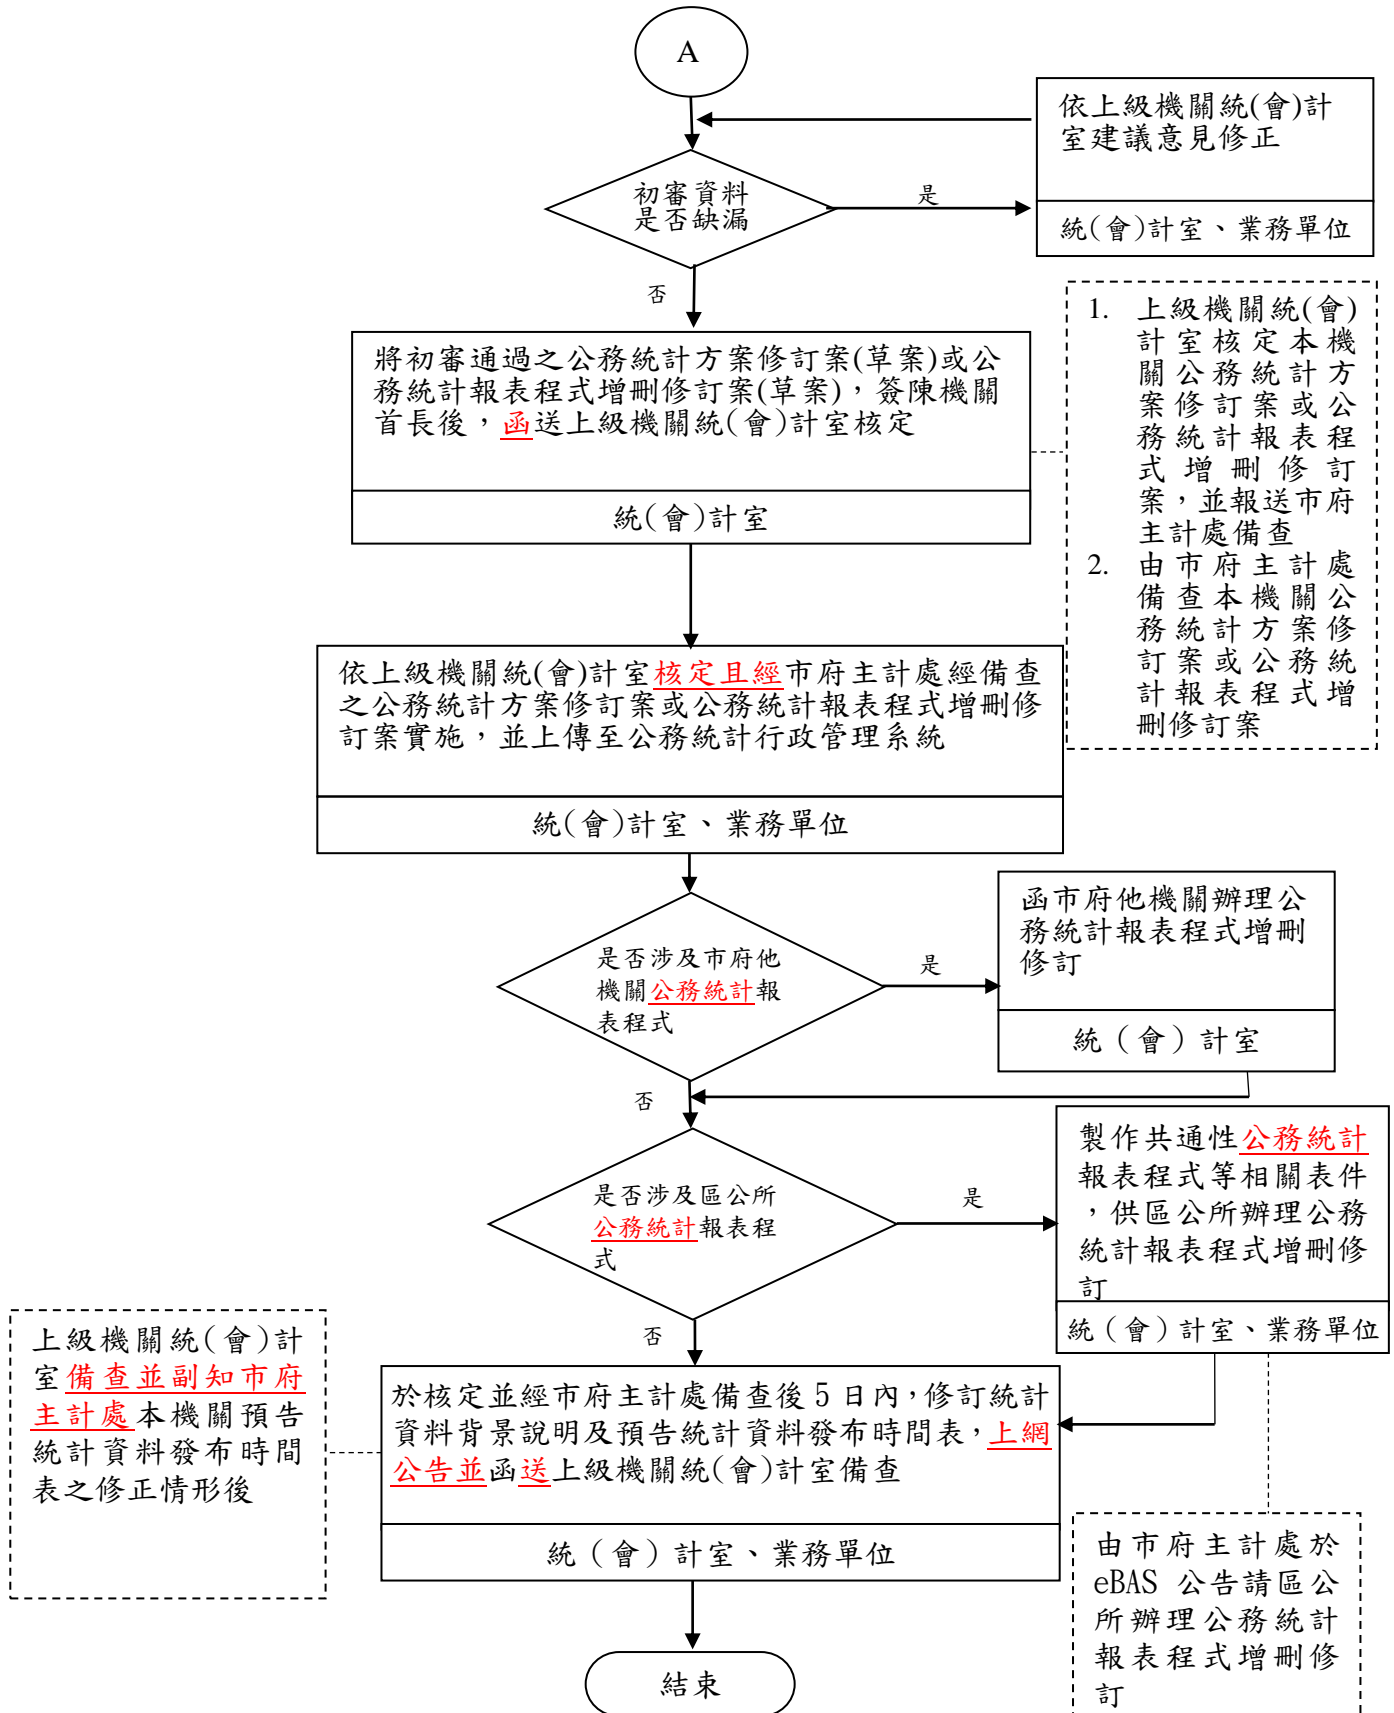 A
依上級機關統(會)計
室建議意見修正
統(會)計室、業務單位
初審資料
是否缺漏
是
否
將初審通過之公務統計方案修訂案(草案)或公
務統計報表程式增刪修訂案(草案)，簽陳機關
首長後，函送上級機關統(會)計室核定
統(會)計室
1. 上級機關統(會)
計室核定本機
關公務統計方
案修訂案或公
務統計報表程
式增刪修訂
案，並報送市府
主計處備查
2. 由市府主計處
備查本機關公
務統計方案修
訂案或公務統
計報表程式增
刪修訂案
依上級機關統(會)計室核定且經市府主計處經備查
之公務統計方案修訂案或公務統計報表程式增刪修
訂案實施，並上傳至公務統計行政管理系統
統(會)計室、業務單位
是否涉及市府他
機關公務統計報
表程式
是
函市府他機關辦理公
務統計報表程式增刪
修訂
統（會）計室
否
是否涉及區公所
公務統計報表程
式
是
製作共通性公務統計
報表程式等相關表件
，供區公所辦理公務
統計報表程式增刪修
訂
統（會）計室、業務單位
否
上級機關統(會)計
室備查並副知市府
主計處本機關預告
統計資料發布時間
表之修正情形後
於核定並經市府主計處備查後 5 日內，修訂統計
資料背景說明及預告統計資料發布時間表，上網
公告並函送上級機關統(會)計室備查
統（會）計室、業務單位
由市府主計處於
eBAS 公告請區公
所辦理公務統計
報表程式增刪修
訂
結束